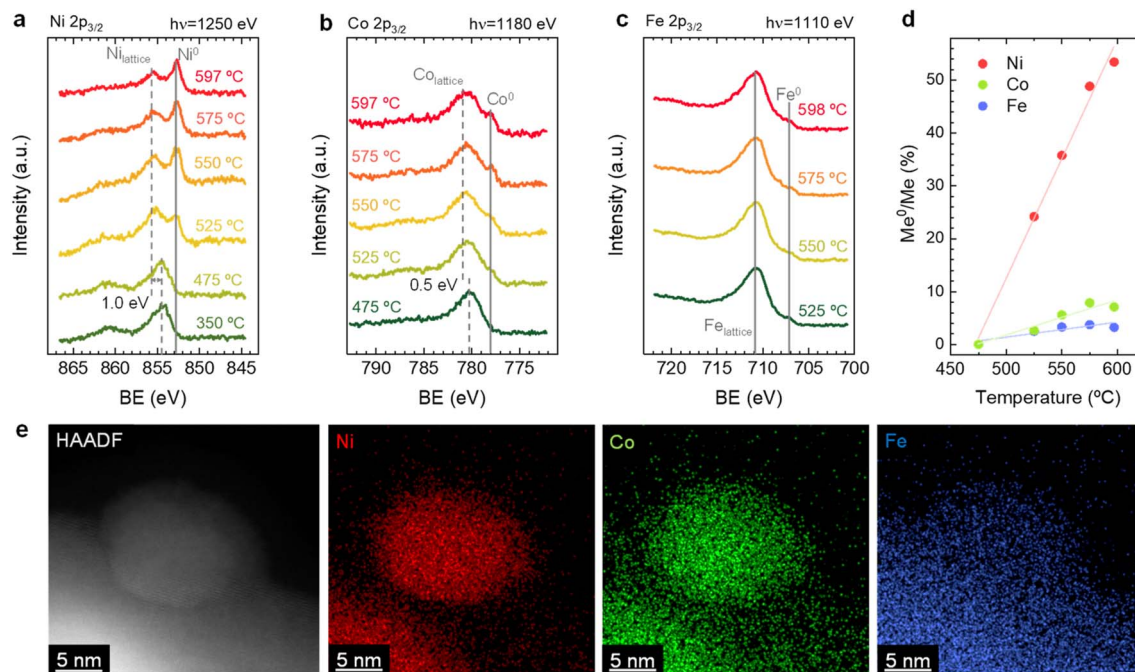 a Ni 2p3/2 hν=1250 eV
Nilattice Ni0
597 ºC
575 ºC
550 ºC
525 ºC
475 ºC
1.0 eV
350 ºC
Intensity (a.u.)
865 860 855 850 845
BE (eV)
b Co 2p3/2 hν=1180 eV
Colattice
Co0
597 ºC
575 ºC
550 ºC
525 ºC
0.5 eV
475 ºC
Intensity (a.u.)
790 785 780 775
BE (eV)
c Fe 2p3/2 hν=1110 eV
Fe0
598 ºC
575 ºC
550 ºC
525 ºC
Felattice
Intensity (a.u.)
720 715 710 705 700
BE (eV)
d
Ni
Co
Fe
Me0/Me (%)
50
40
30
20
10
0
450 500 550 600
Temperature (ºC)
e
HAADF
5 nm
Ni
5 nm
Co
5 nm
Fe
5 nm